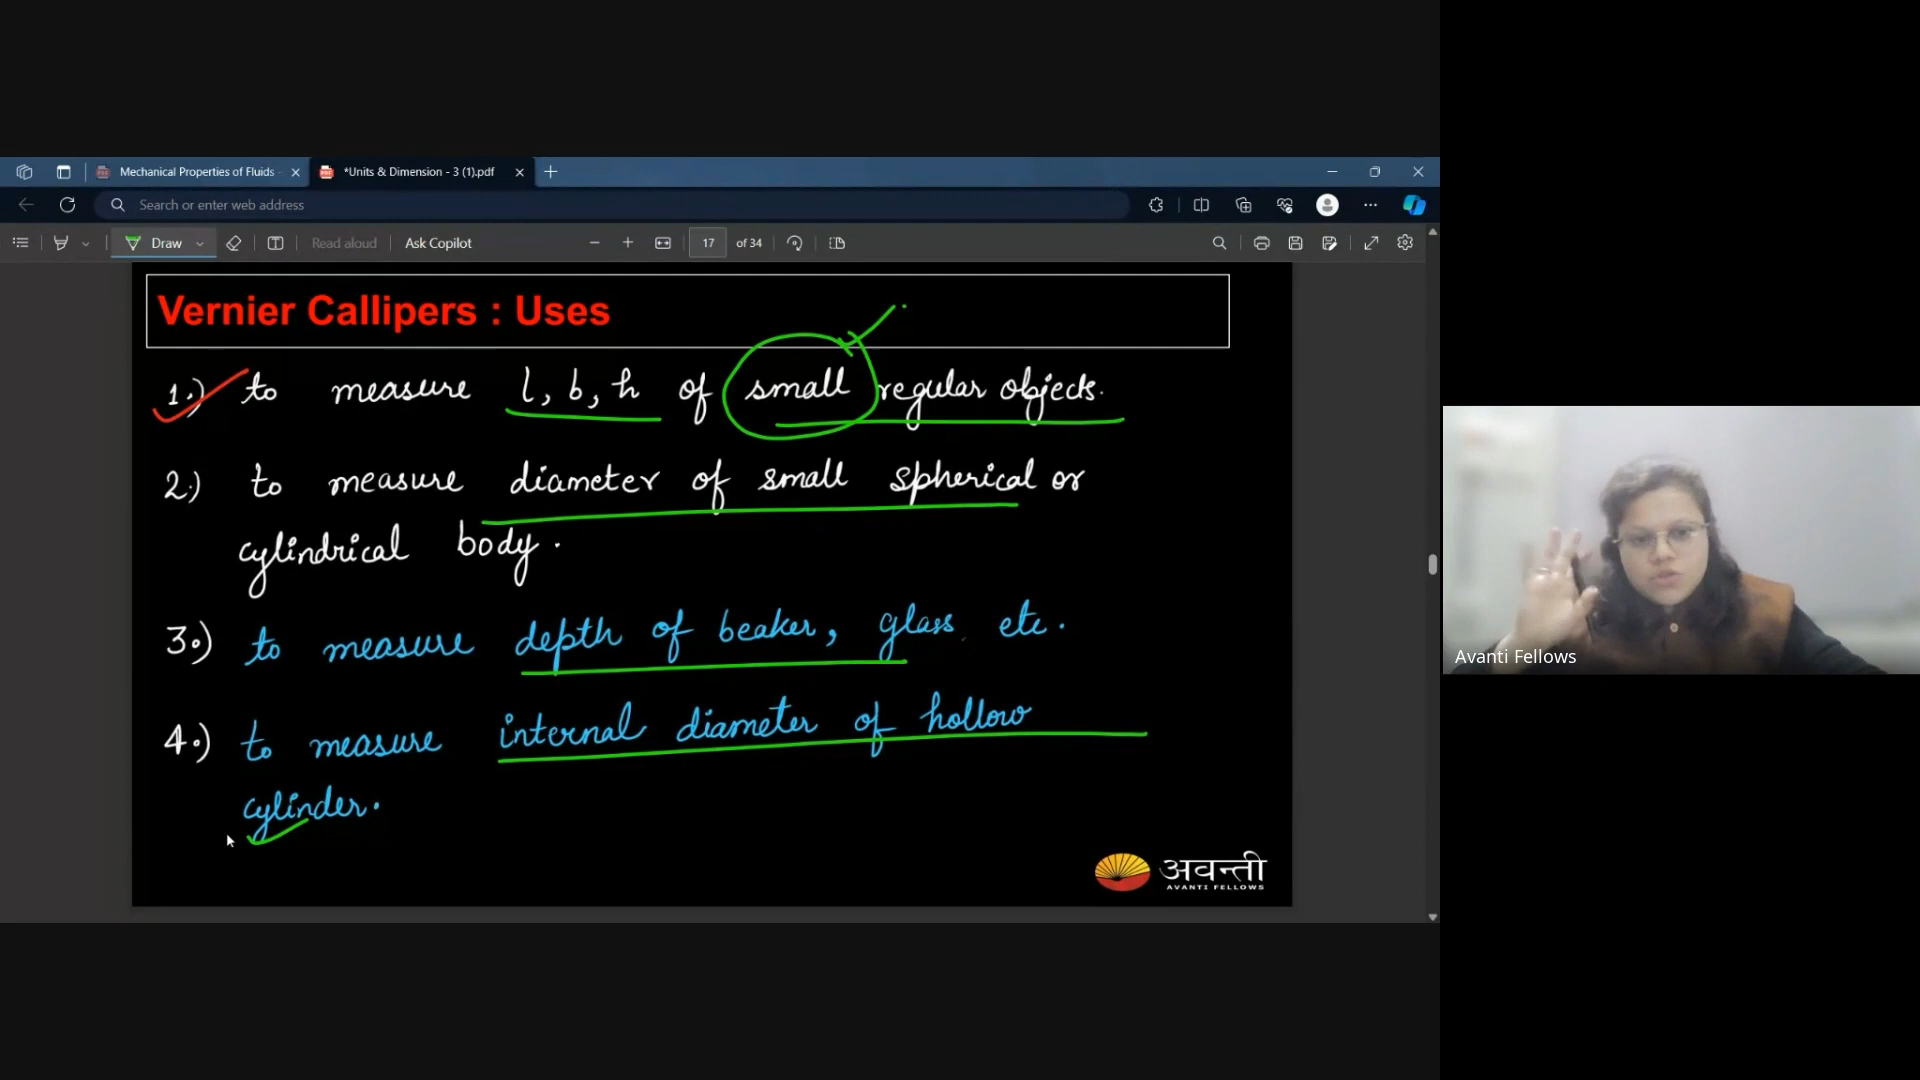 Mechanical Properties of Fluids -
*Units & Dimension - 3 (1).pdf
Search or enter web address
Draw
Read aloud
Ask Copilot
17
of 34
Vernier Callipers : Uses
1.) to measure l, b, h of small regular objects.
2.) to measure diameter of small spherical or
cylindrical body.
3.) to measure depth of beaker, glass etc.
4.) to measure internal diameter of hollow
cylinder.
अवन्ती
AVANTI FELLOWS
Avanti Fellows